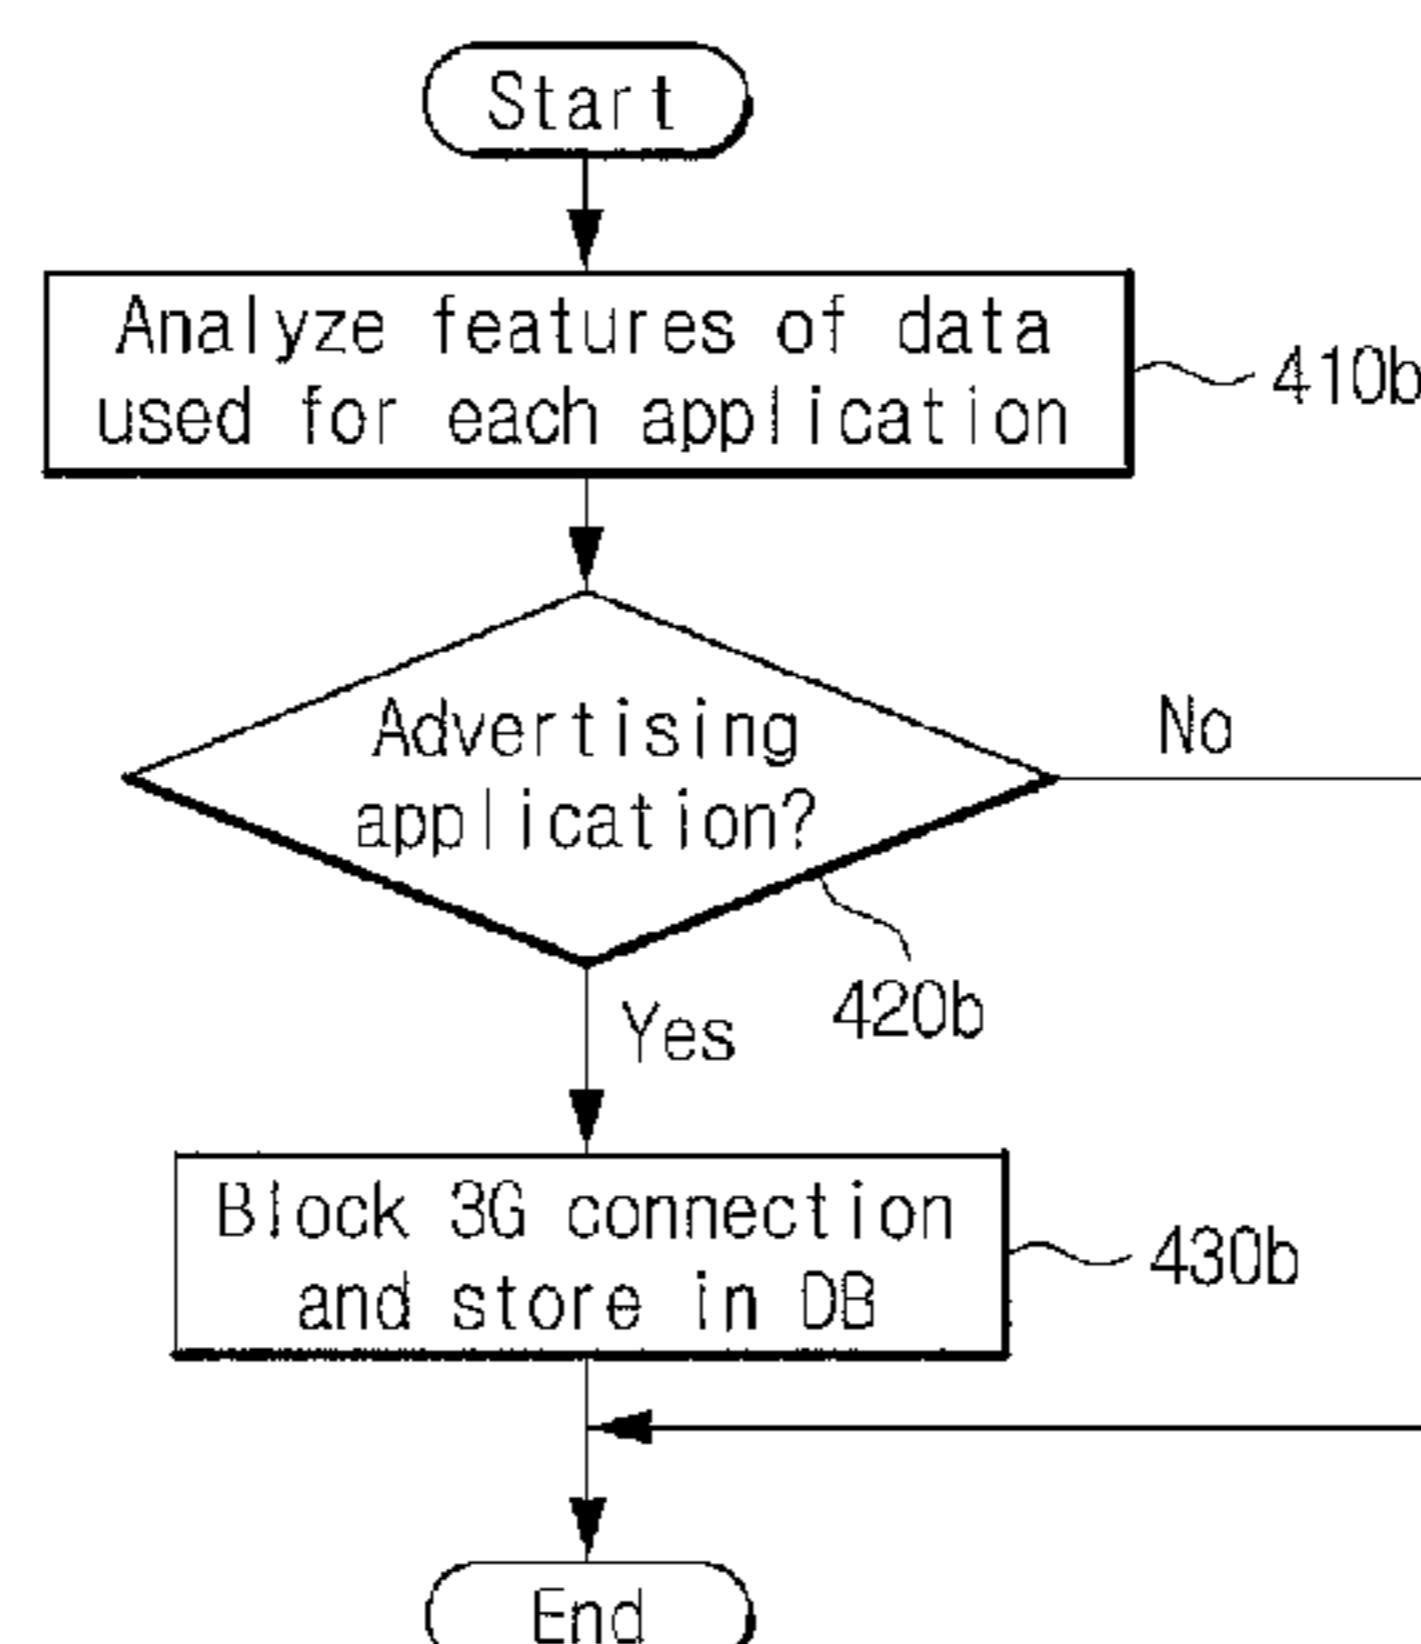 Start
Analyze features of data
used for each application
410b
Advertising
application?
No
420b
Yes
Block 3G connection
and store in DB
430b
End